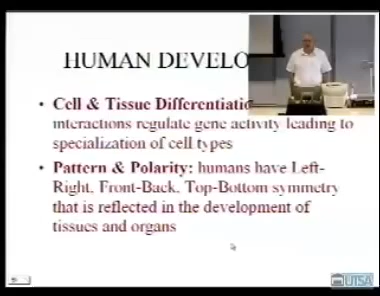 HUMAN DEVELO
• Cell & Tissue Differentiatio
interactions regulate gene activity leading to
specialization of cell types
• Pattern & Polarity: humans have Left-
Right, Front-Back, Top-Bottom symmetry
that is reflected in the development of
tissues and organs
UTSA